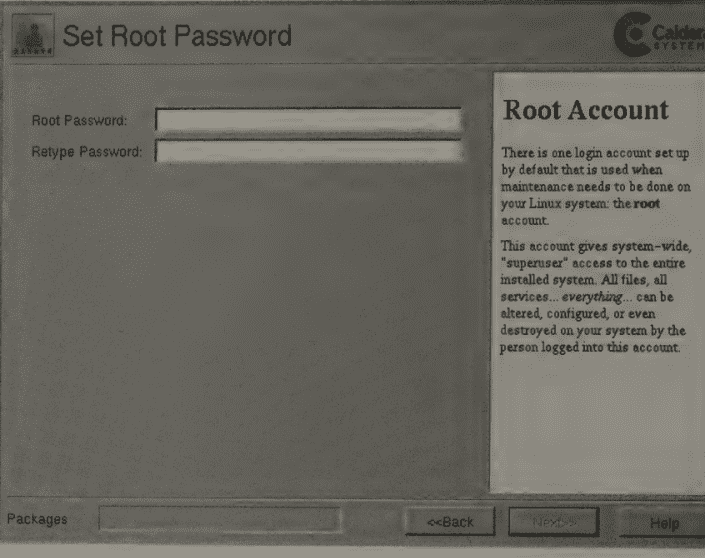 Set Root Password
Caldera
SYSTEMS
Root Password:
Retype Password:
Root Account
There is one login account set up
by default that is used when
maintenance needs to be done on
your Linux system: the root
account.
This account gives system-wide,
"superuser" access to the entire
installed system. All files, all
services... everything... can be
altered, configured, or even
destroyed on your system by the
person logged into this account.
Packages
<<Back
Next>>
Help